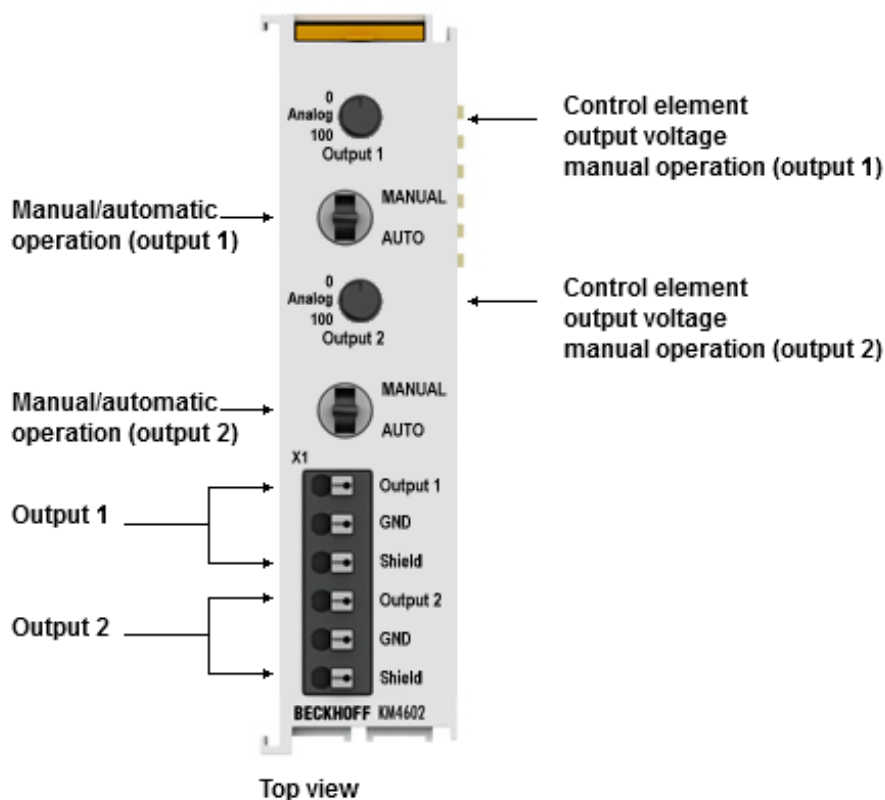 0
Analog
100
Output 1
Control element
output voltage
manual operation (output 1)
Manual/automatic
operation (output 1)
MANUAL
AUTO
0
Analog
100
Output 2
Control element
output voltage
manual operation (output 2)
Manual/automatic
operation (output 2)
MANUAL
AUTO
X1
Output 1
Output 1
GND
Shield
Output 2
Output 2
GND
Shield
BECKHOFF KM4602
Top view